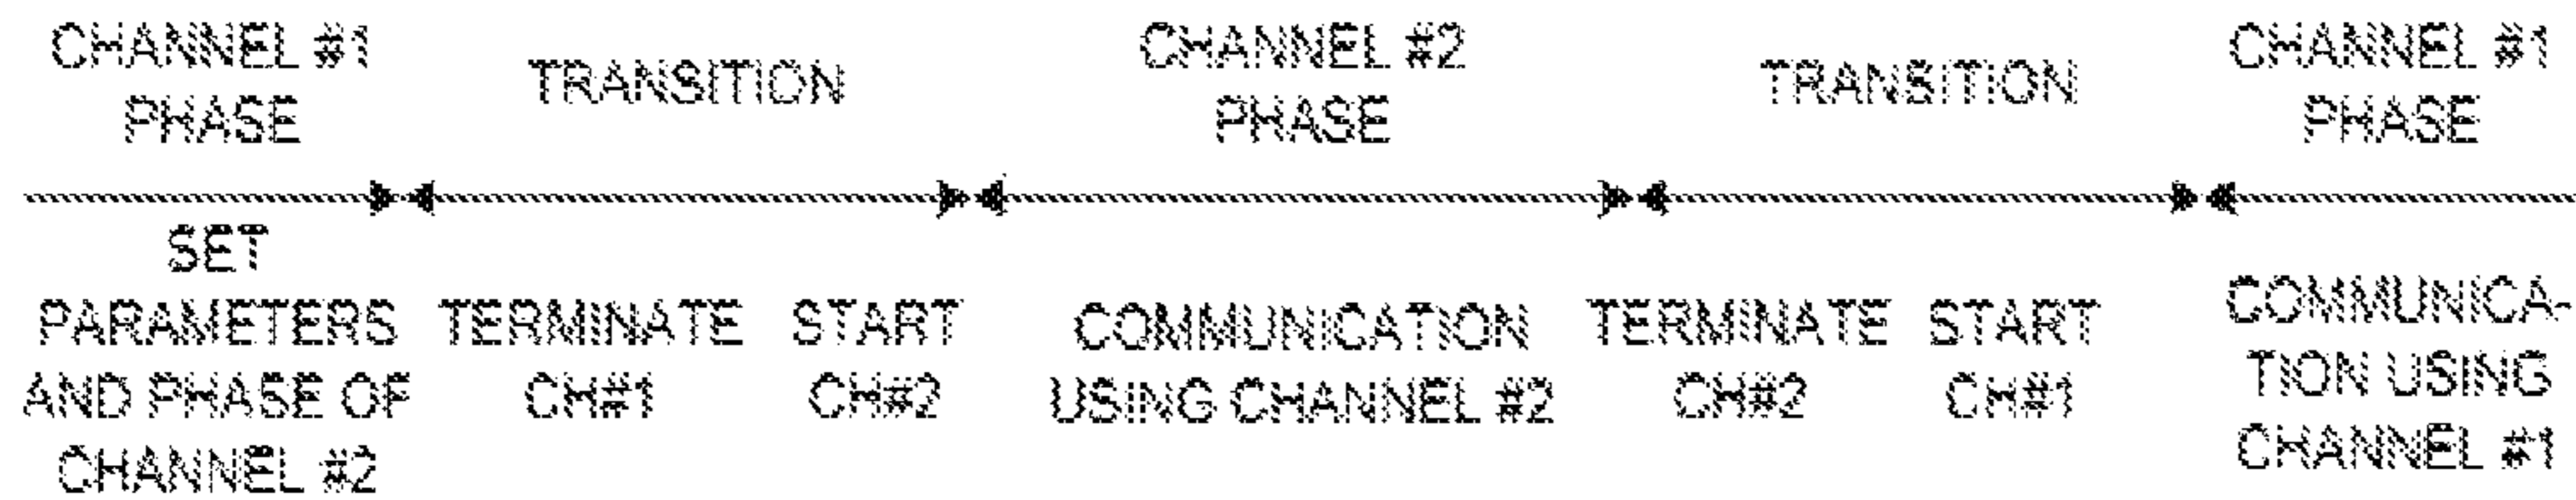 CHANNEL #1
PHASE
TRANSITION
CHANNEL #2
PHASE
TRANSITION
CHANNEL #1
PHASE
SET
PARAMETERS
AND PHASE OF
CHANNEL #2
TERMINATE
CH#1
START
CH#2
COMMUNICATION
USING CHANNEL #2
TERMINATE
CH#2
START
CH#1
COMMUNICA-
TION USING
CHANNEL #1